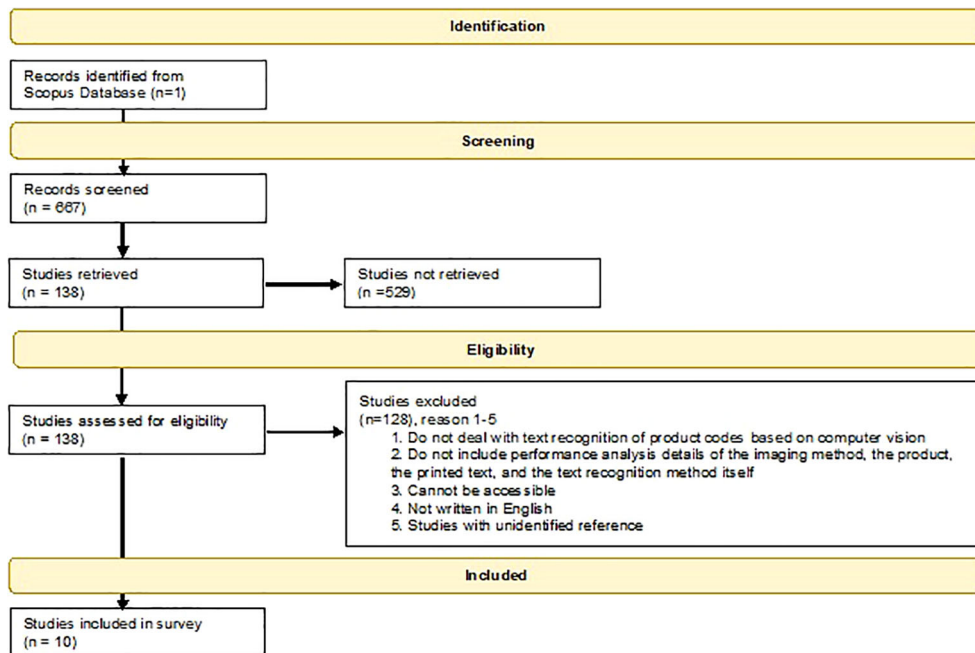 Identification
Records identified from
Scopus Database (n=1)
Screening
Records screened
(n = 667)
Studies retrieved
(n = 138)
Studies not retrieved
(n =529)
Eligibility
Studies assessed for eligibility
(n = 138)
Studies excluded
(n=128), reason 1-5
1. Do not deal with text recognition of product codes based on computer vision
2. Do not include performance analysis details of the imaging method, the product,
the printed text, and the text recognition method itself
3. Cannot be accessible
4. Not written in English
5. Studies with unidentified reference
Included
Studies included in survey
(n = 10)